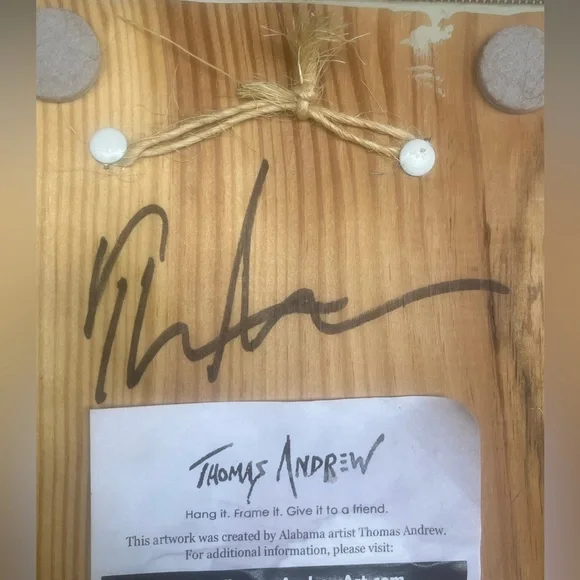 THOMAS ANDREW
Hang it. Frame it. Give it to a friend.
This artwork was created by Alabama artist Thomas Andrew.
For additional information, please visit: